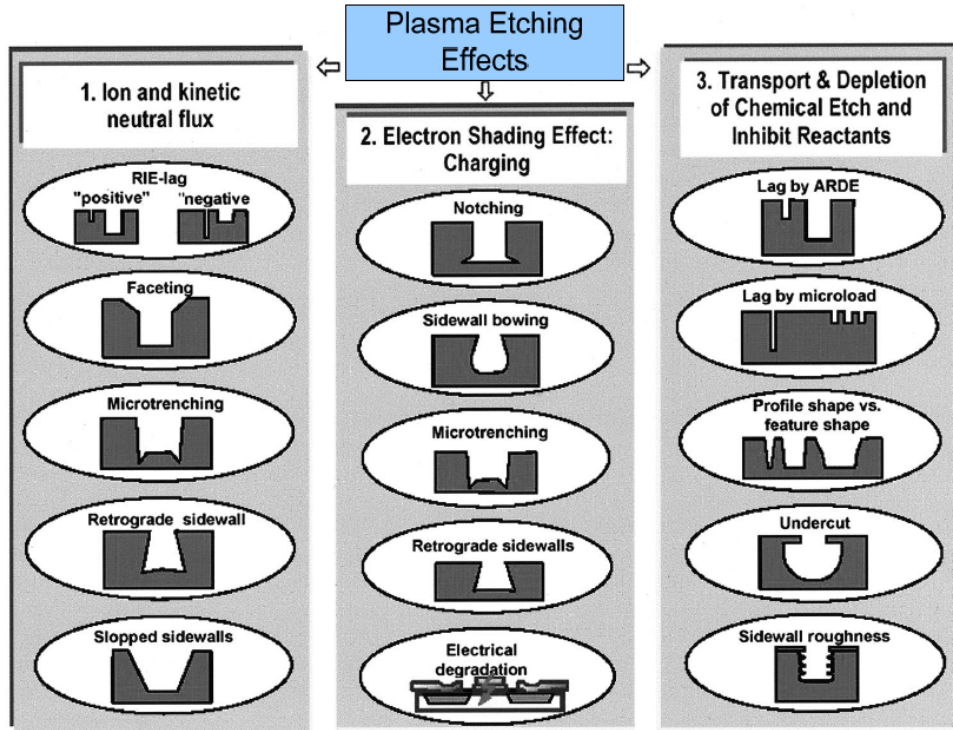 Plasma Etching
Effects
1. Ion and kinetic
neutral flux
RIE-lag
"positive" "negative
Faceting
Microtrenching
Retrograde sidewall
Slopped sidewalls
2. Electron Shading Effect:
Charging
Notching
Sidewall bowing
Microtrenching
Retrograde sidewalls
Electrical
degradation
3. Transport & Depletion
of Chemical Etch and
Inhibit Reactants
Lag by ARDE
Lag by microload
Profile shape vs.
feature shape
Undercut
Sidewall roughness